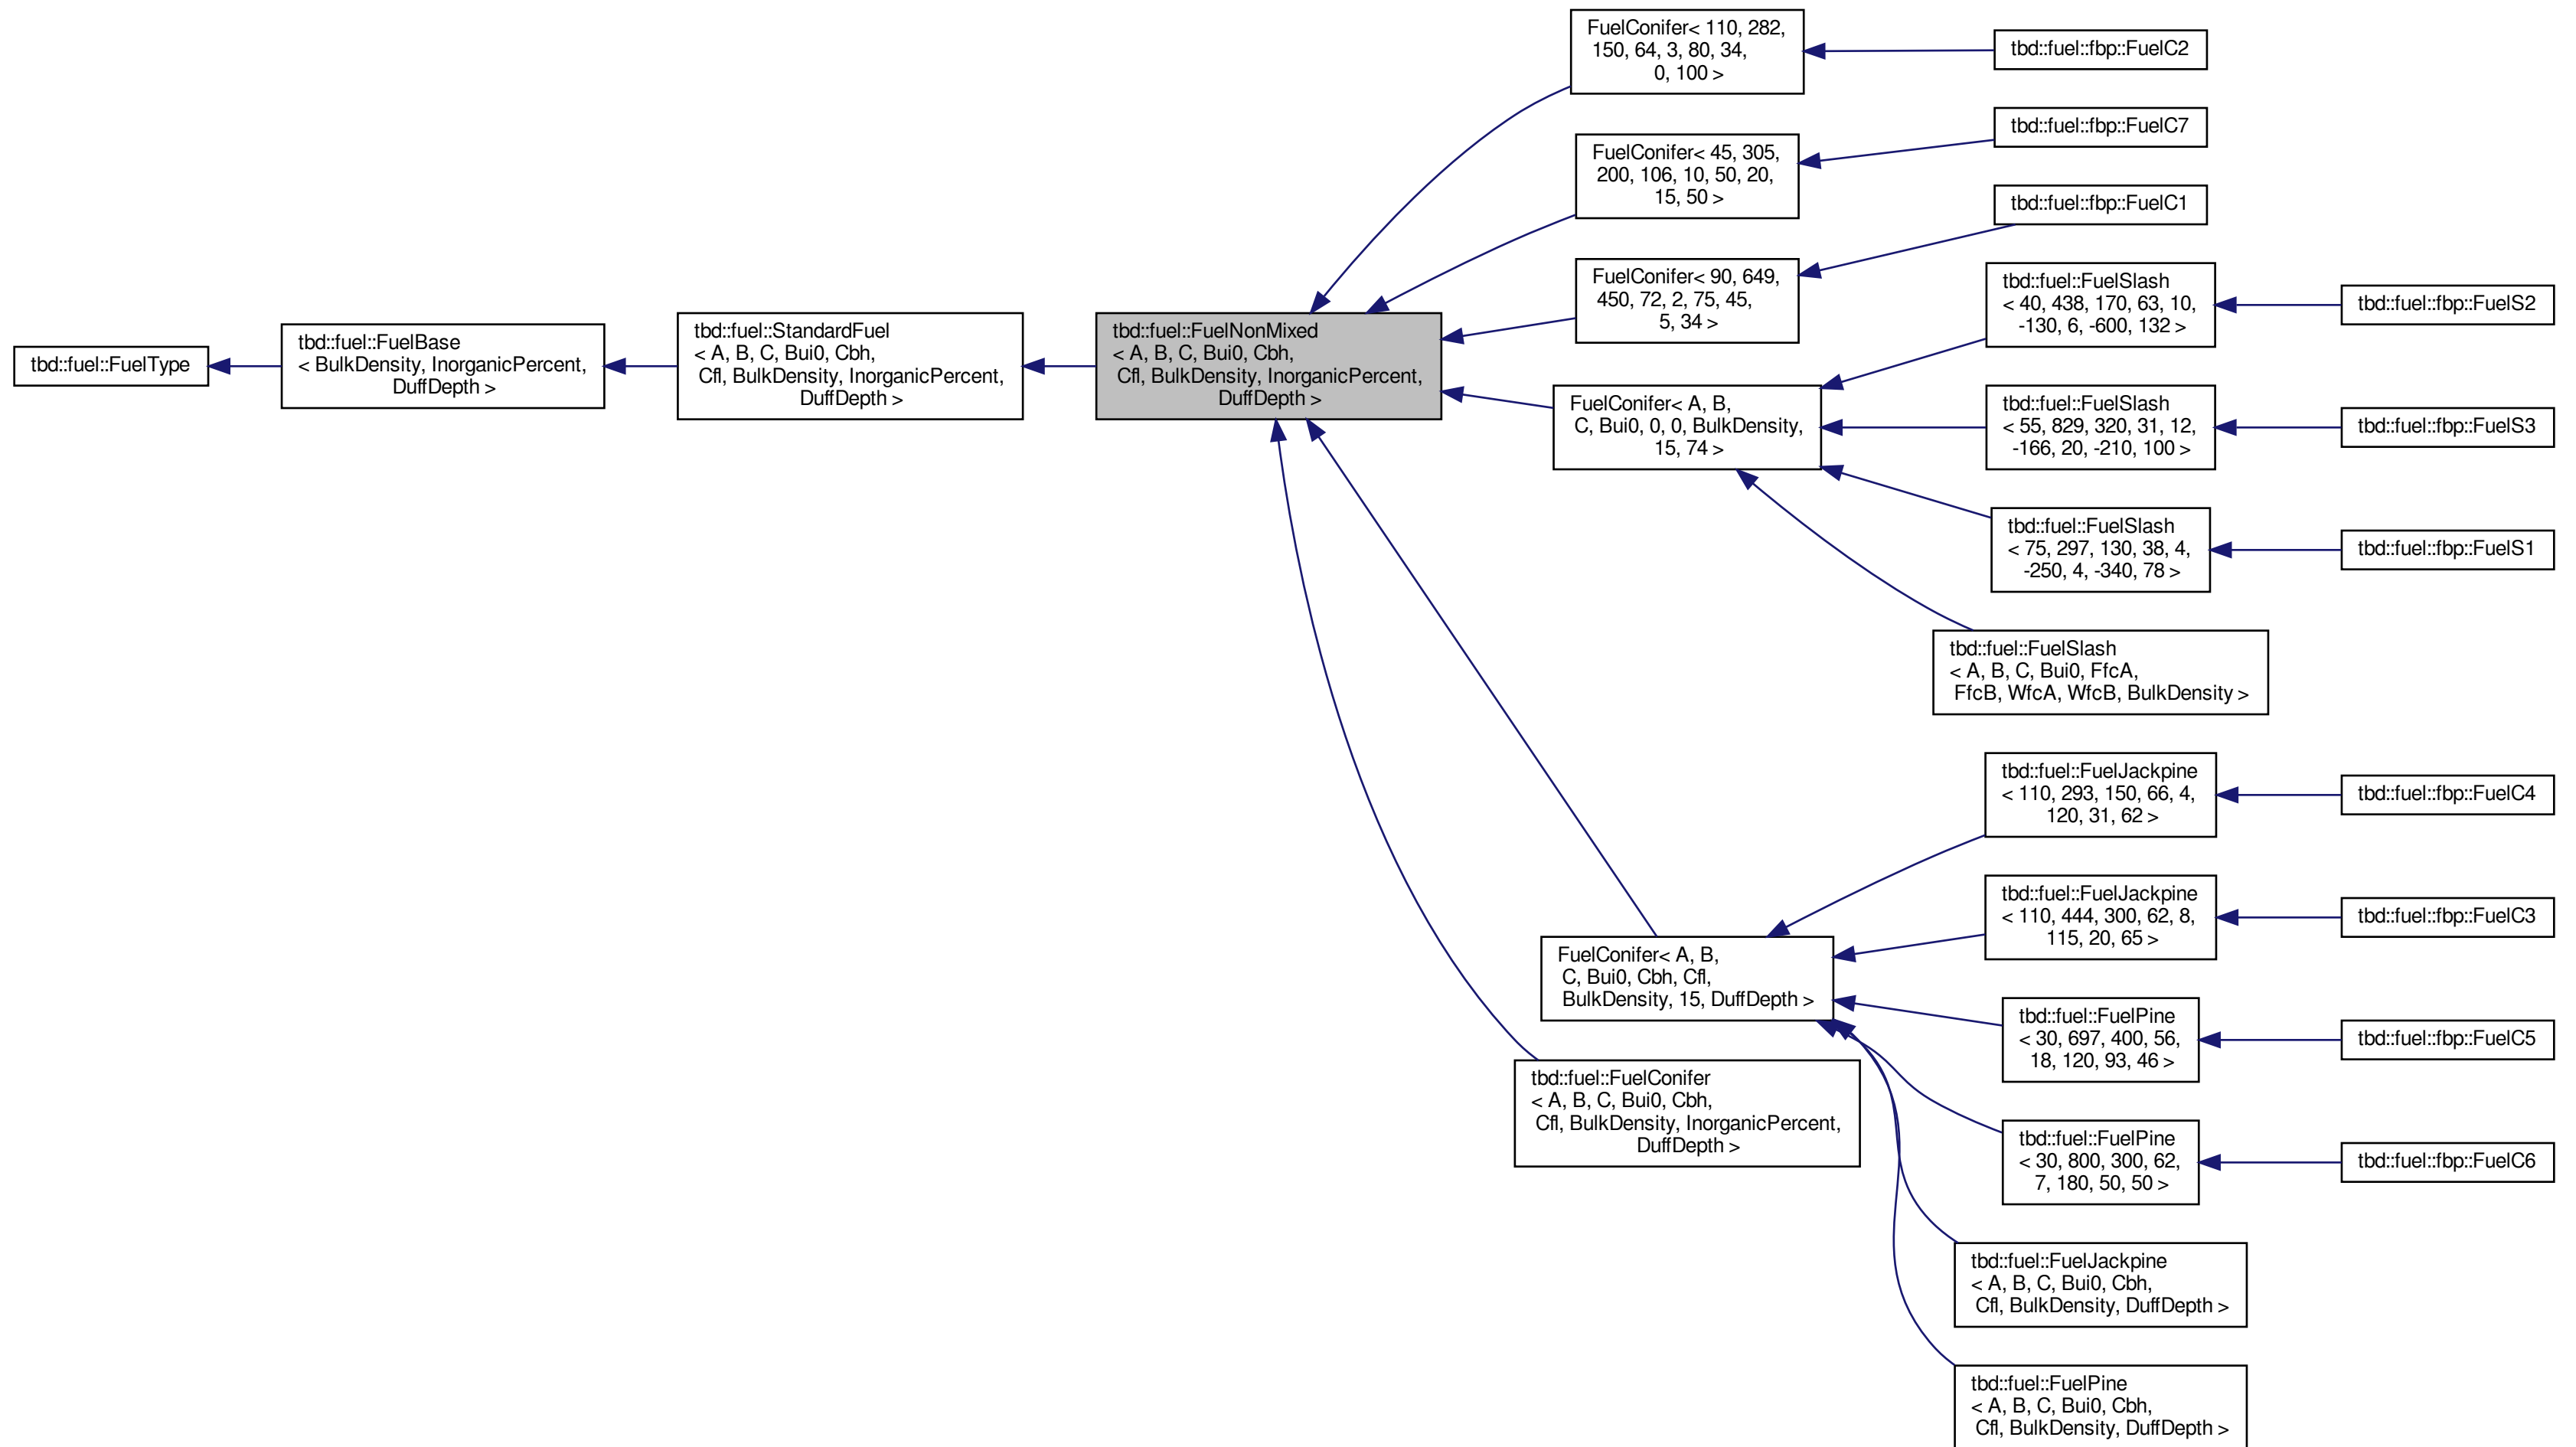 tbd::fuel::FuelType
tbd::fuel::FuelBase
< BulkDensity, InorganicPercent,
DuffDepth >
tbd::fuel::StandardFuel
< A, B, C, Bui0, Cbh,
Cfl, BulkDensity, InorganicPercent,
DuffDepth >
tbd::fuel::FuelNonMixed
< A, B, C, Bui0, Cbh,
Cfl, BulkDensity, InorganicPercent,
DuffDepth >
FuelConifer< 110, 282,
150, 64, 3, 80, 34,
0, 100 >
tbd::fuel::fbp::FuelC2
FuelConifer< 45, 305,
200, 106, 10, 50, 20,
15, 50 >
tbd::fuel::fbp::FuelC7
FuelConifer< 90, 649,
450, 72, 2, 75, 45,
5, 34 >
tbd::fuel::fbp::FuelC1
FuelConifer< A, B,
C, Bui0, 0, 0, BulkDensity,
15, 74 >
tbd::fuel::FuelSlash
< 40, 438, 170, 63, 10,
-130, 6, -600, 132 >
tbd::fuel::fbp::FuelS2
tbd::fuel::FuelSlash
< 55, 829, 320, 31, 12,
-166, 20, -210, 100 >
tbd::fuel::fbp::FuelS3
tbd::fuel::FuelSlash
< 75, 297, 130, 38, 4,
-250, 4, -340, 78 >
tbd::fuel::fbp::FuelS1
tbd::fuel::FuelSlash
< A, B, C, Bui0, FfcA,
FfcB, WfcA, WfcB, BulkDensity >
FuelConifer< A, B,
C, Bui0, Cbh, Cfl,
BulkDensity, 15, DuffDepth >
tbd::fuel::FuelJackpine
< 110, 293, 150, 66, 4,
120, 31, 62 >
tbd::fuel::fbp::FuelC4
tbd::fuel::FuelJackpine
< 110, 444, 300, 62, 8,
115, 20, 65 >
tbd::fuel::fbp::FuelC3
tbd::fuel::FuelPine
< 30, 697, 400, 56,
18, 120, 93, 46 >
tbd::fuel::fbp::FuelC5
tbd::fuel::FuelPine
< 30, 800, 300, 62,
7, 180, 50, 50 >
tbd::fuel::fbp::FuelC6
tbd::fuel::FuelJackpine
< A, B, C, Bui0, Cbh,
Cfl, BulkDensity, DuffDepth >
tbd::fuel::FuelPine
< A, B, C, Bui0, Cbh,
Cfl, BulkDensity, DuffDepth >
tbd::fuel::FuelConifer
< A, B, C, Bui0, Cbh,
Cfl, BulkDensity, InorganicPercent,
DuffDepth >